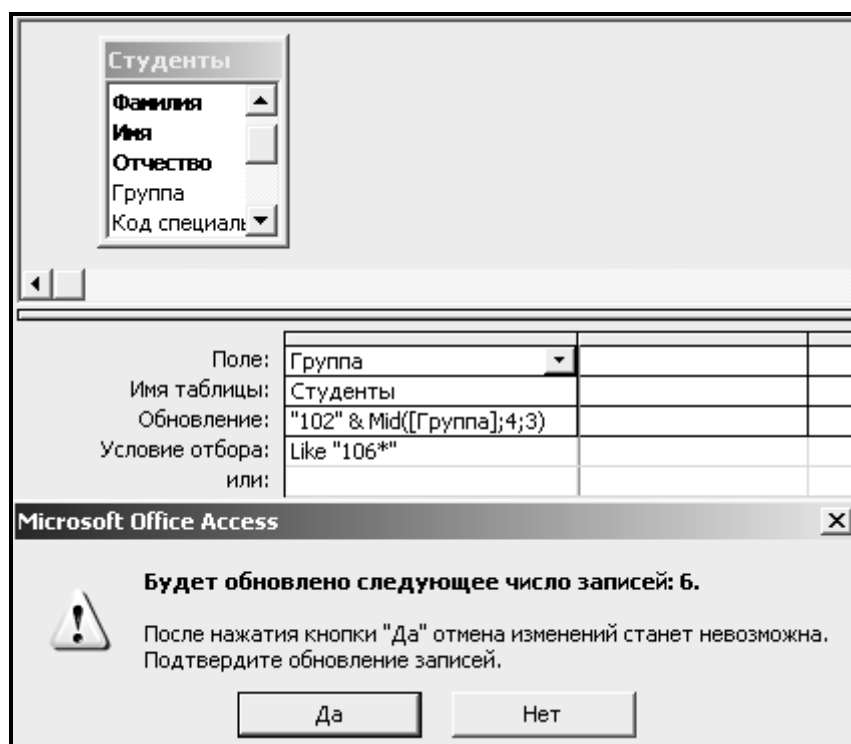 Студенты
Фамилия
Имя
Отчество
Группа
Код специаль
Поле: Группа
Имя таблицы: Студенты
Обновление: "102" & Mid([Группа];4;3)
Условие отбора: Like "106*"
или:
Microsoft Office Access
Будет обновлено следующее число записей: 6.
После нажатия кнопки "Да" отмена изменений станет невозможна.
Подтвердите обновление записей.
Да Нет